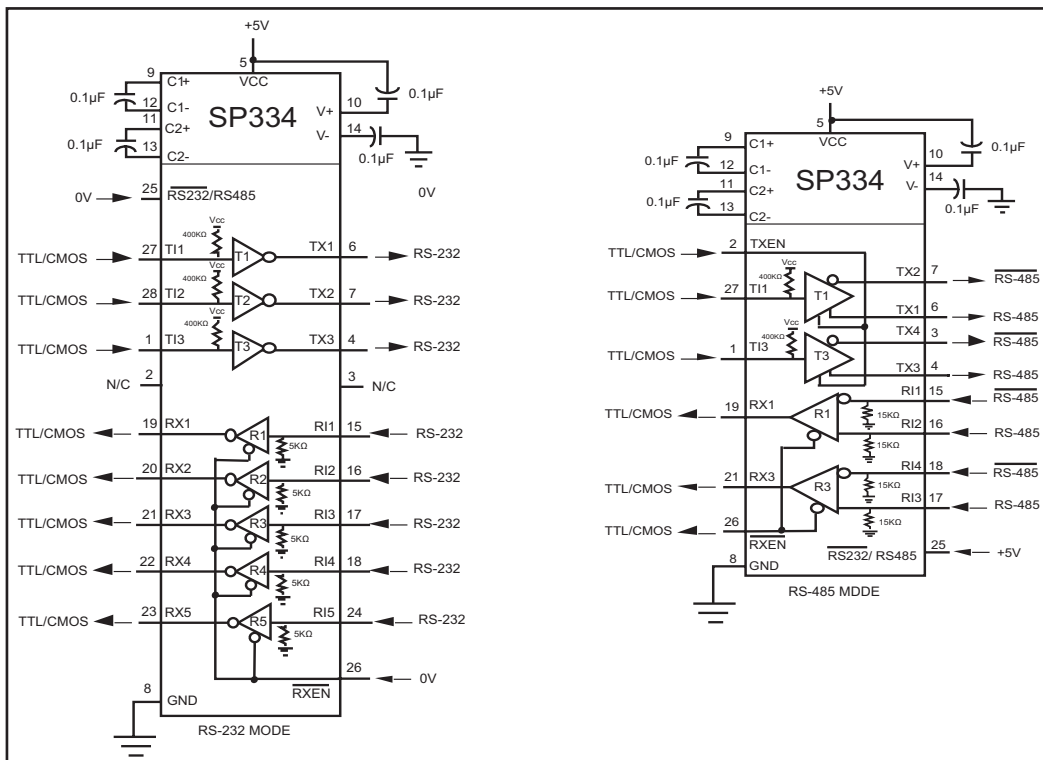 +5V
5
VCC
9
C1+
0.1µF
12
C1-
11
C2+
0.1µF
13
C2-
SP334
V+
10
0.1µF
V-
14
0.1µF
0V
25
RS232/RS485
0V
Vcc
400KΩ
TTL/CMOS
27
TI1
T1
TX1
6
RS-232
Vcc
400KΩ
TTL/CMOS
28
TI2
T2
TX2
7
RS-232
Vcc
400KΩ
TTL/CMOS
1
TI3
T3
TX3
4
RS-232
N/C
2
3
N/C
TTL/CMOS
19
RX1
R1
RI1
15
RS-232
5KΩ
TTL/CMOS
20
RX2
R2
RI2
16
RS-232
5KΩ
TTL/CMOS
21
RX3
R3
RI3
17
RS-232
5KΩ
TTL/CMOS
22
RX4
R4
RI4
18
RS-232
5KΩ
TTL/CMOS
23
RX5
R5
RI5
24
RS-232
5KΩ
26
RXEN
0V
8
GND
RS-232 MODE
+5V
5
VCC
9
C1+
0.1µF
12
C1-
11
C2+
0.1µF
13
C2-
SP334
V+
10
0.1µF
V-
14
0.1µF
TTL/CMOS
2
TXEN
Vcc
400KΩ
TTL/CMOS
27
TI1
T1
TX2
7
RS-485
TX1
6
RS-485
Vcc
400KΩ
TTL/CMOS
1
TI3
T3
TX4
3
RS-485
TX3
4
RS-485
TTL/CMOS
19
RX1
R1
RI1
15
RS-485
15KΩ
RI2
16
RS-485
15KΩ
TTL/CMOS
21
RX3
R3
RI4
18
RS-485
15KΩ
RI3
17
RS-485
15KΩ
TTL/CMOS
26
RXEN
RS232/ RS485
25
+5V
8
GND
RS-485 MDDE